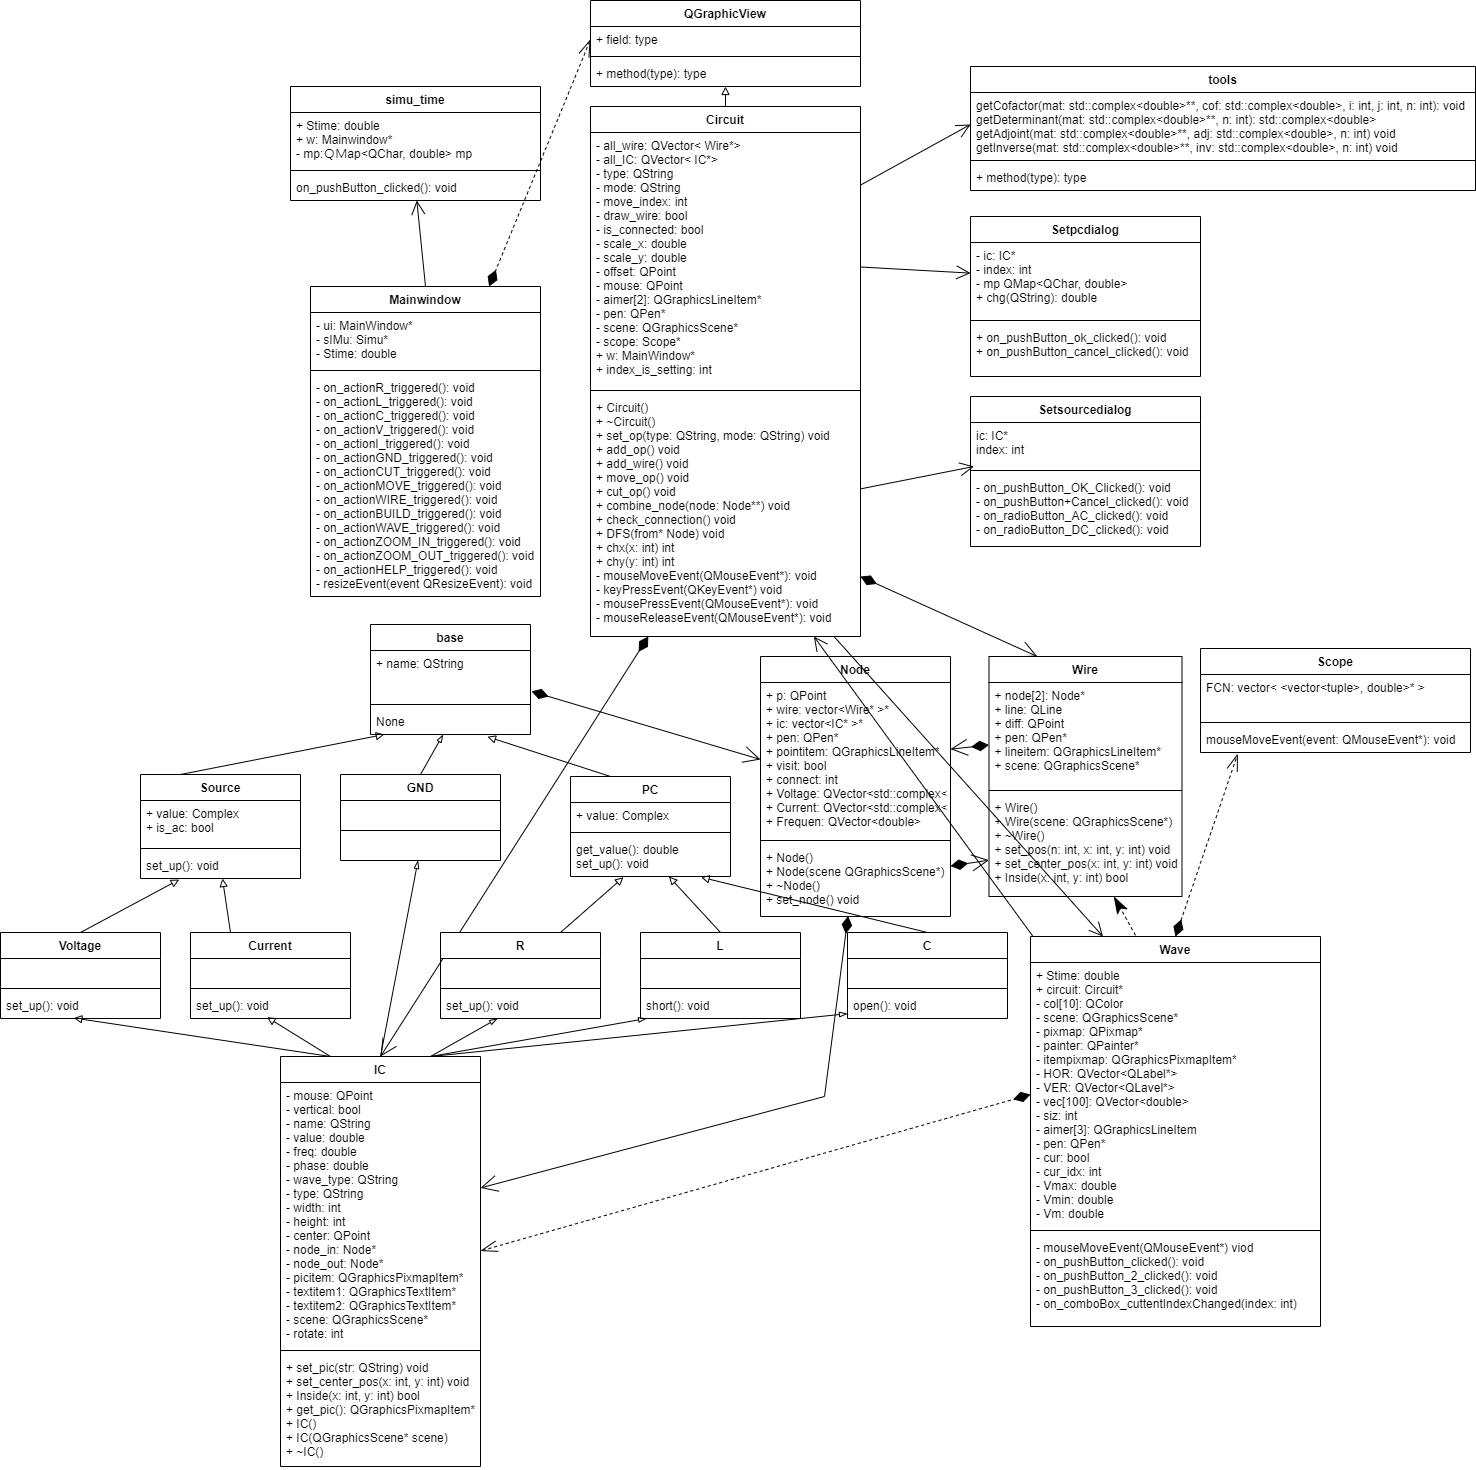 QGraphicView
+ field: type
+ method(type): type
simu_time
+ Stime: double
+ w: Mainwindow*
- mp:QMap<QChar, double> mp
on_pushButton_clicked(): void
Mainwindow
- ui: MainWindow*
- sIMu: Simu*
- Stime: double
- on_actionR_triggered(): void
- on_actionL_triggered(): void
- on_actionC_triggered(): void
- on_actionV_triggered(): void
- on_actionI_triggered(): void
- on_actionGND_triggered(): void
- on_actionCUT_triggered(): void
- on_actionMOVE_triggered(): void
- on_actionWIRE_triggered(): void
- on_actionBUILD_triggered(): void
- on_actionWAVE_triggered(): void
- on_actionZOOM_IN_triggered(): void
- on_actionZOOM_OUT_triggered(): void
- on_actionHELP_triggered(): void
- resizeEvent(event QResizeEvent): void
Circuit
- all_wire: QVector< Wire*>
- all_IC: QVector< IC*>
- type: QString
- mode: QString
- move_index: int
- draw_wire: bool
- is_connected: bool
- scale_x: double
- scale_y: double
- offset: QPoint
- mouse: QPoint
- aimer[2]: QGraphicsLineItem*
- pen: QPen*
- scene: QGraphicsScene*
- scope: Scope*
+ w: MainWindow*
+ index_is_setting: int
+ Circuit()
+ ~Circuit()
+ set_op(type: QString, mode: QString) void
+ add_op() void
+ add_wire() void
+ move_op() void
+ cut_op() void
+ combine_node(node: Node**) void
+ check_connection() void
+ DFS(from* Node) void
+ chx(x: int) int
+ chy(y: int) int
- mouseMoveEvent(QMouseEvent*): void
- keyPressEvent(QKeyEvent*) void
- mousePressEvent(QMouseEvent*): void
- mouseReleaseEvent(QMouseEvent*): void
tools
getCofactor(mat: std::complex<double>**, cof: std::complex<double>, i: int, j: int, n: int): void
getDeterminant(mat: std::complex<double>**, n: int): std::complex<double>
getAdjoint(mat: std::complex<double>**, adj: std::complex<double>, n: int) void
getInverse(mat: std::complex<double>**, inv: std::complex<double>, n: int) void
+ method(type): type
Setpcdialog
- ic: IC*
- index: int
- mp QMap<QChar, double>
+ chg(QString): double
+ on_pushButton_ok_clicked(): void
+ on_pushButton_cancel_clicked(): void
Setsourcedialog
ic: IC*
index: int
- on_pushButton_OK_Clicked(): void
- on_pushButton+Cancel_clicked(): void
- on_radioButton_AC_clicked(): void
- on_radioButton_DC_clicked(): void
base
+ name: QString
None
Node
+ p: QPoint
+ wire: vector<Wire* >*
+ ic: vector<IC* >*
+ pen: QPen*
+ pointitem: QGraphicsLineItem*
+ visit: bool
+ connect: int
+ Voltage: QVector<std::complex<
+ Current: QVector<std::complex<
+ Frequen: QVector<double>
+ Node()
+ Node(scene QGraphicsScene*)
+ ~Node()
+ set_node() void
Wire
+ node[2]: Node*
+ line: QLine
+ diff: QPoint
+ pen: QPen*
+ lineitem: QGraphicsLineItem*
+ scene: QGraphicsScene*
+ Wire()
+ Wire(scene: QGraphicsScene*)
+ ~Wire()
+ set_pos(n: int, x: int, y: int) void
+ set_center_pos(x: int, y: int) void
+ Inside(x: int, y: int) bool
Scope
FCN: vector< <vector<tuple>, double>* >
mouseMoveEvent(event: QMouseEvent*): void
Source
+ value: Complex
+ is_ac: bool
set_up(): void
GND
PC
+ value: Complex
get_value(): double
set_up(): void
Voltage
set_up(): void
Current
set_up(): void
R
set_up(): void
L
short(): void
C
open(): void
IC
- mouse: QPoint
- vertical: bool
- name: QString
- value: double
- freq: double
- phase: double
- wave_type: QString
- type: QString
- width: int
- height: int
- center: QPoint
- node_in: Node*
- node_out: Node*
- picitem: QGraphicsPixmapItem*
- textitem1: QGraphicsTextItem*
- textitem2: QGraphicsTextItem*
- scene: QGraphicsScene*
- rotate: int
+ set_pic(str: QString) void
+ set_center_pos(x: int, y: int) void
+ Inside(x: int, y: int) bool
+ get_pic(): QGraphicsPixmapItem*
+ IC()
+ IC(QGraphicsScene* scene)
+ ~IC()
Wave
+ Stime: double
+ circuit: Circuit*
- col[10]: QColor
- scene: QGraphicsScene*
- pixmap: QPixmap*
- painter: QPainter*
- itempixmap: QGraphicsPixmapItem*
- HOR: QVector<QLabel*>
- VER: QVector<QLavel*>
- vec[100]: QVector<double>
- siz: int
- aimer[3]: QGraphicsLineItem
- pen: QPen*
- cur: bool
- cur_idx: int
- Vmax: double
- Vmin: double
- Vm: double
- mouseMoveEvent(QMouseEvent*) viod
- on_pushButton_clicked(): void
- on_pushButton_2_clicked(): void
- on_pushButton_3_clicked(): void
- on_comboBox_cuttentIndexChanged(index: int)